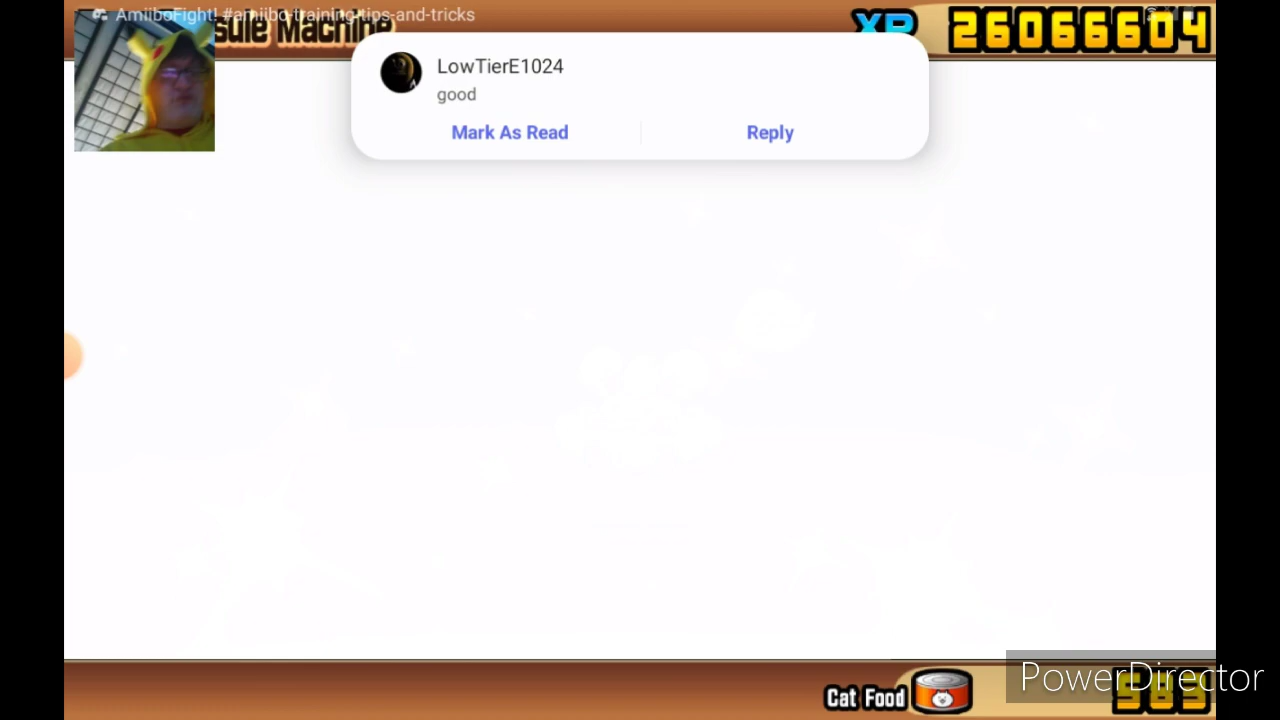 AmiiboFight! #amiibo-training-tips-and-tricks
sule Machine
XP 26066604
LowTierE1024
good
Mark As Read Reply
Cat Food
PowerDirector